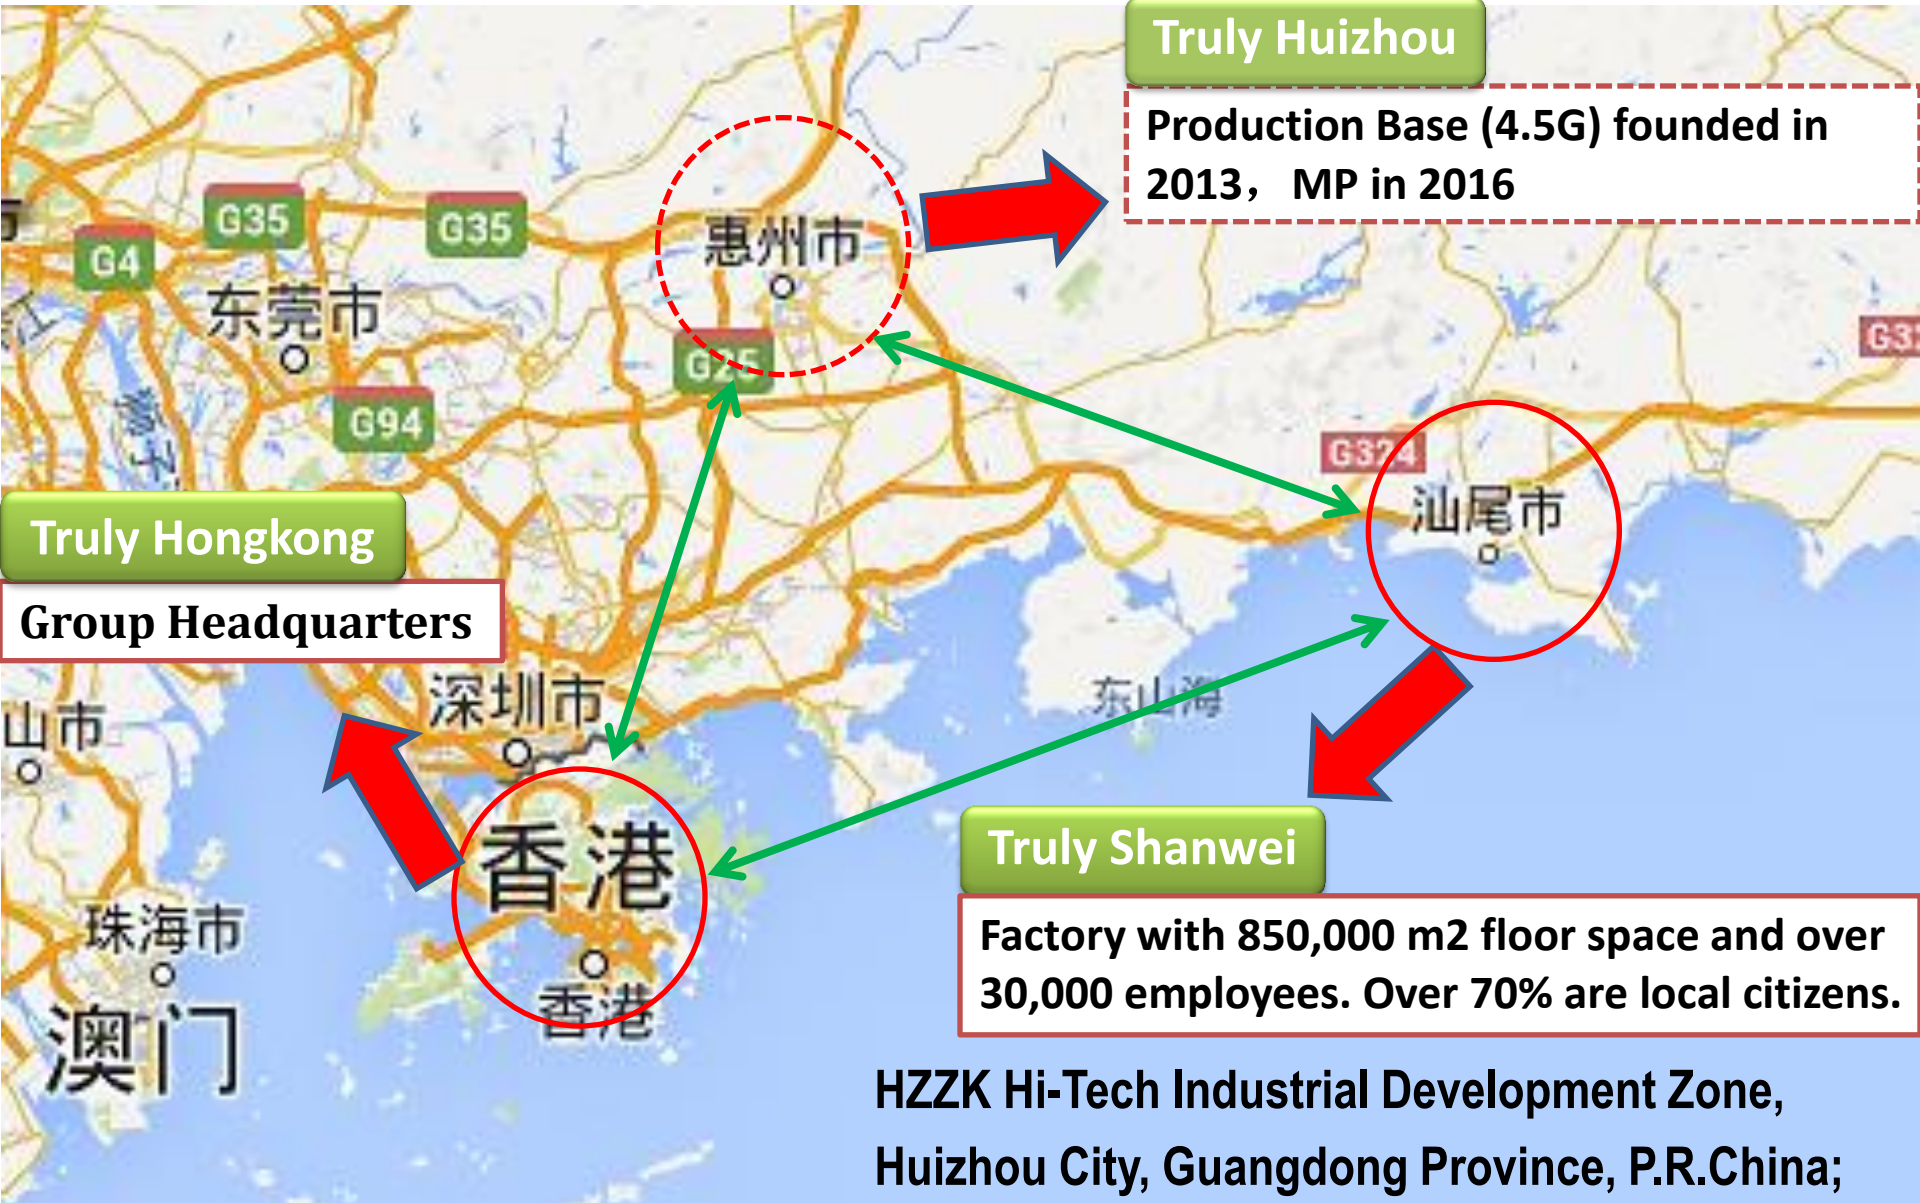 Truly Huizhou
Production Base (4.5G) founded in
2013， MP in 2016
G35
G35
G4
惠州市
东莞市
G25
G94
G324
汕尾市
Truly Hongkong
Group Headquarters
深圳市
东山海
山市
Truly Shanwei
Factory with 850,000 m2 floor space and over
30,000 employees. Over 70% are local citizens.
香港
香港
珠海市
澳门
HZZK Hi-Tech Industrial Development Zone,
Huizhou City, Guangdong Province, P.R.China;